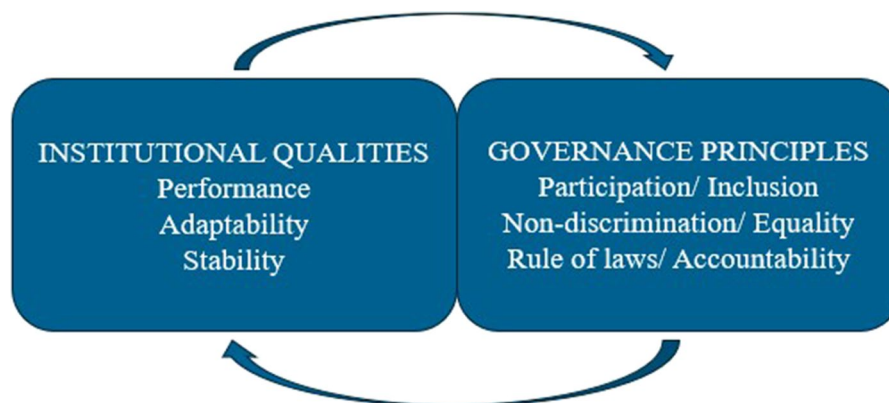 INSTITUTIONAL QUALITIES
Performance
Adaptability
Stability
GOVERNANCE PRINCIPLES
Participation/ Inclusion
Non-discrimination/ Equality
Rule of laws/ Accountability